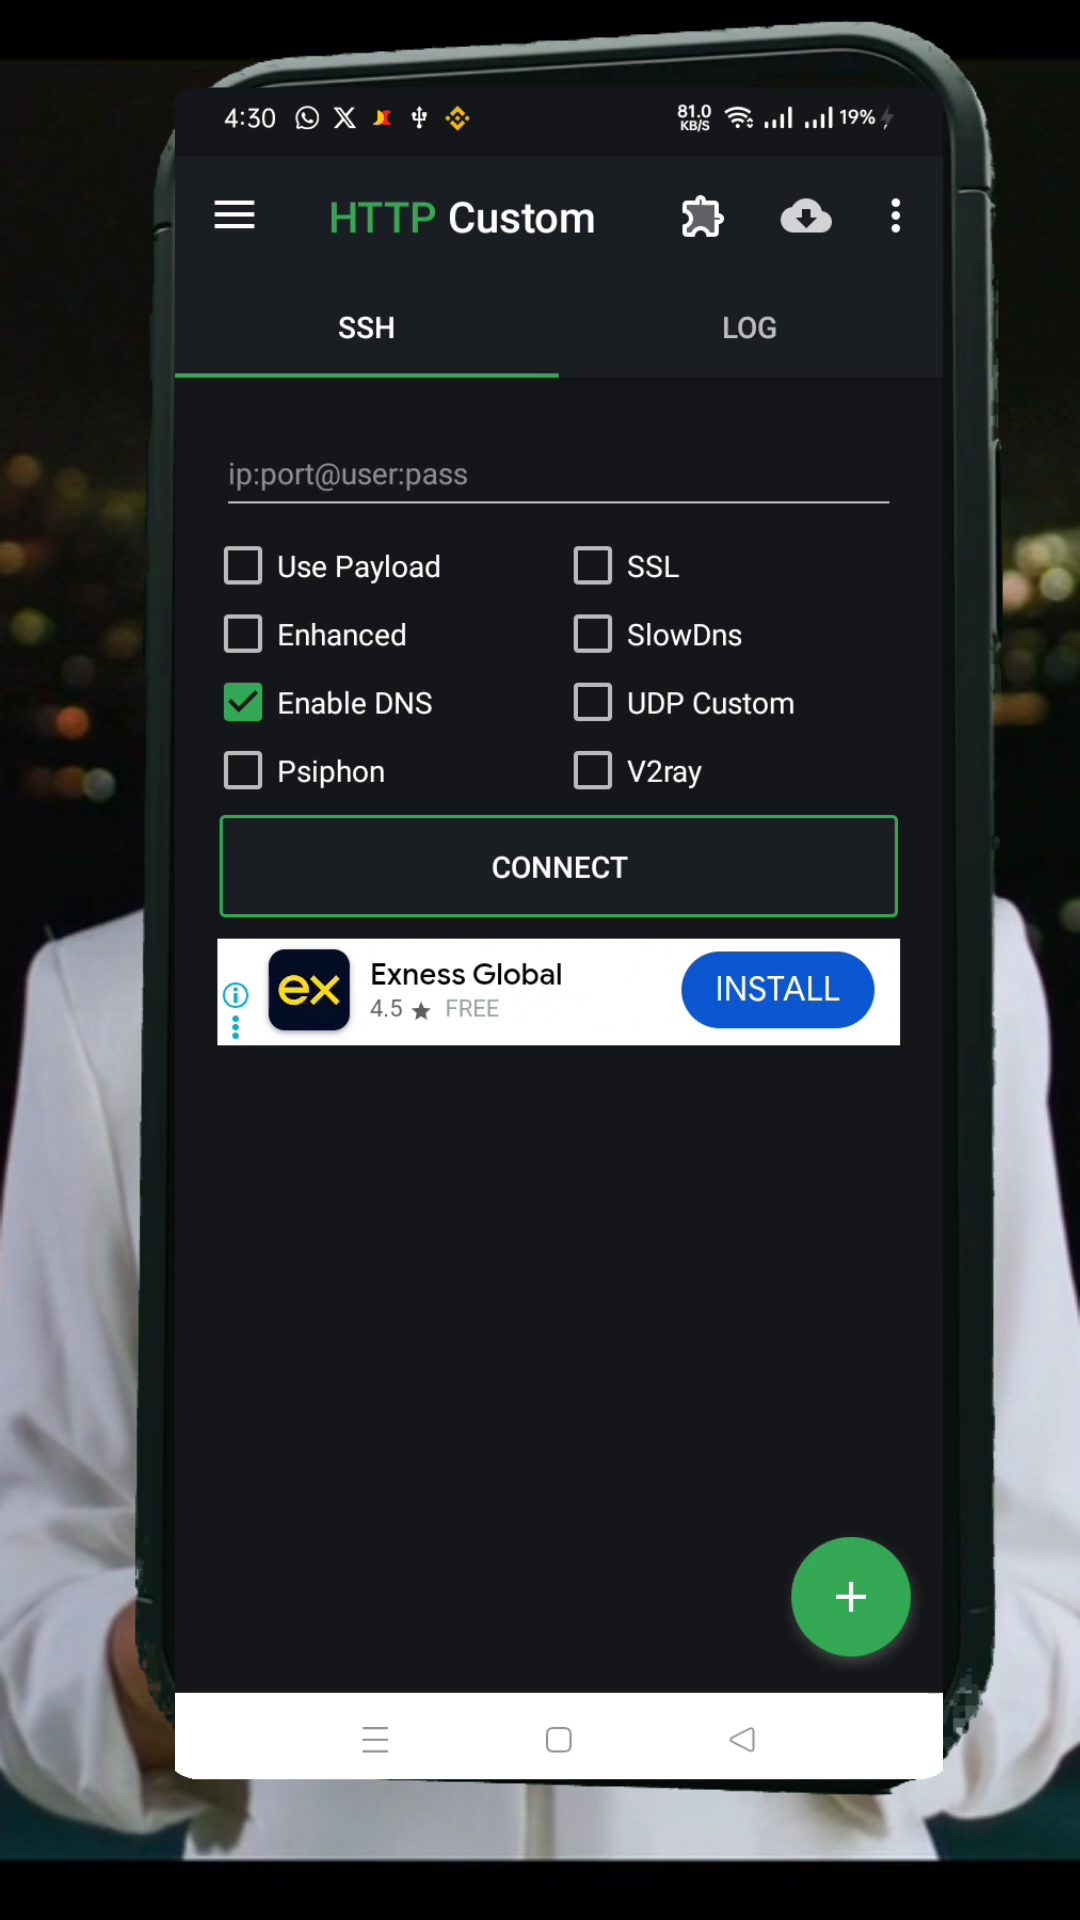 4:30
81.0 KB/S
19%
HTTP Custom
SSH
LOG
ip:port@user:pass
Use Payload
SSL
Enhanced
SlowDns
Enable DNS
UDP Custom
Psiphon
V2ray
CONNECT
ex
Exness Global
4.5 ★ FREE
INSTALL